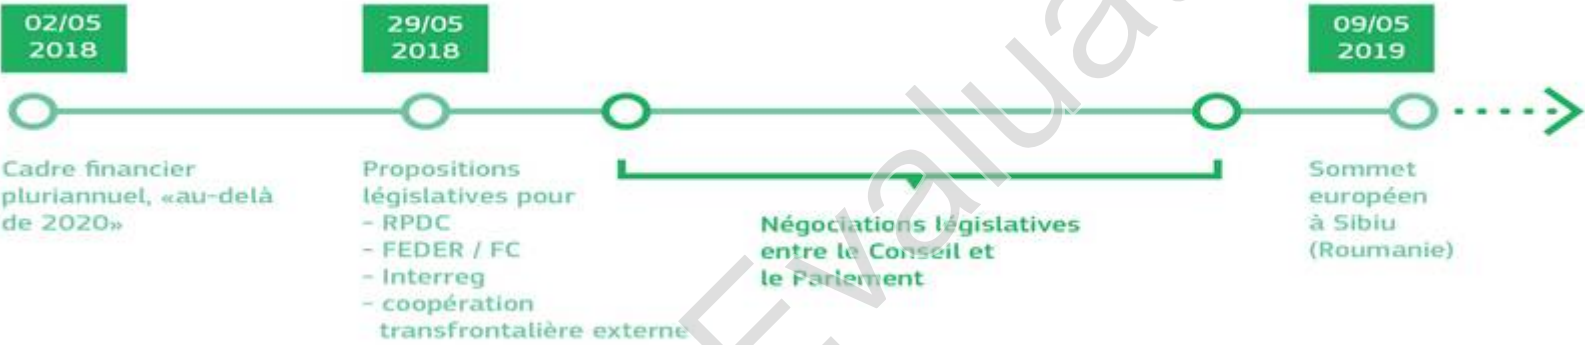 02/05
2018
29/05
2018
09/05
2019
Cadre financier
pluriannuel, «au-delà
de 2020»
Propositions
législatives pour
- RPDC
- FEDER / FC
- Interreg
- coopération
transfrontalière externe
Négociations législatives
entre le Conseil et
le Parlement
Sommet
européen
à Sibiu
(Roumanie)
Evalua